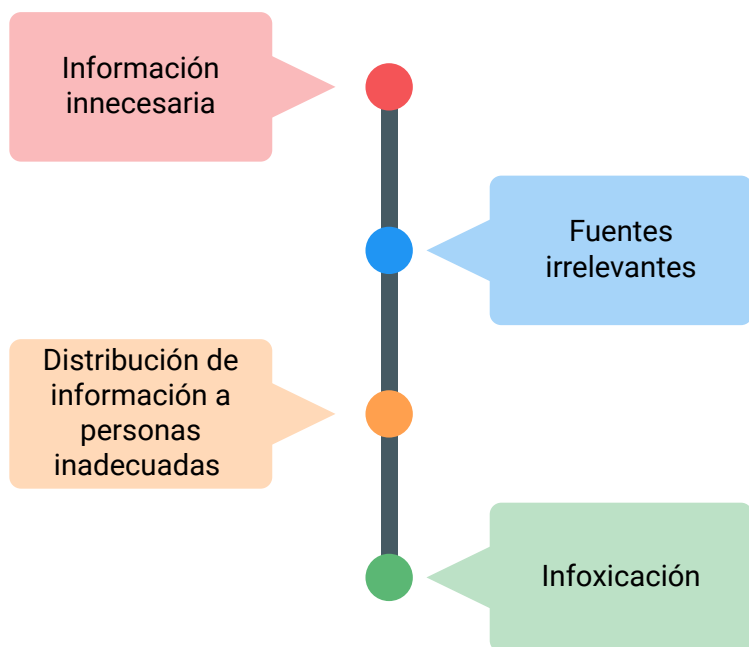 Información
innecesaria
Fuentes
irrelevantes
Distribución de
información a
personas
inadecuadas
Infoxicación